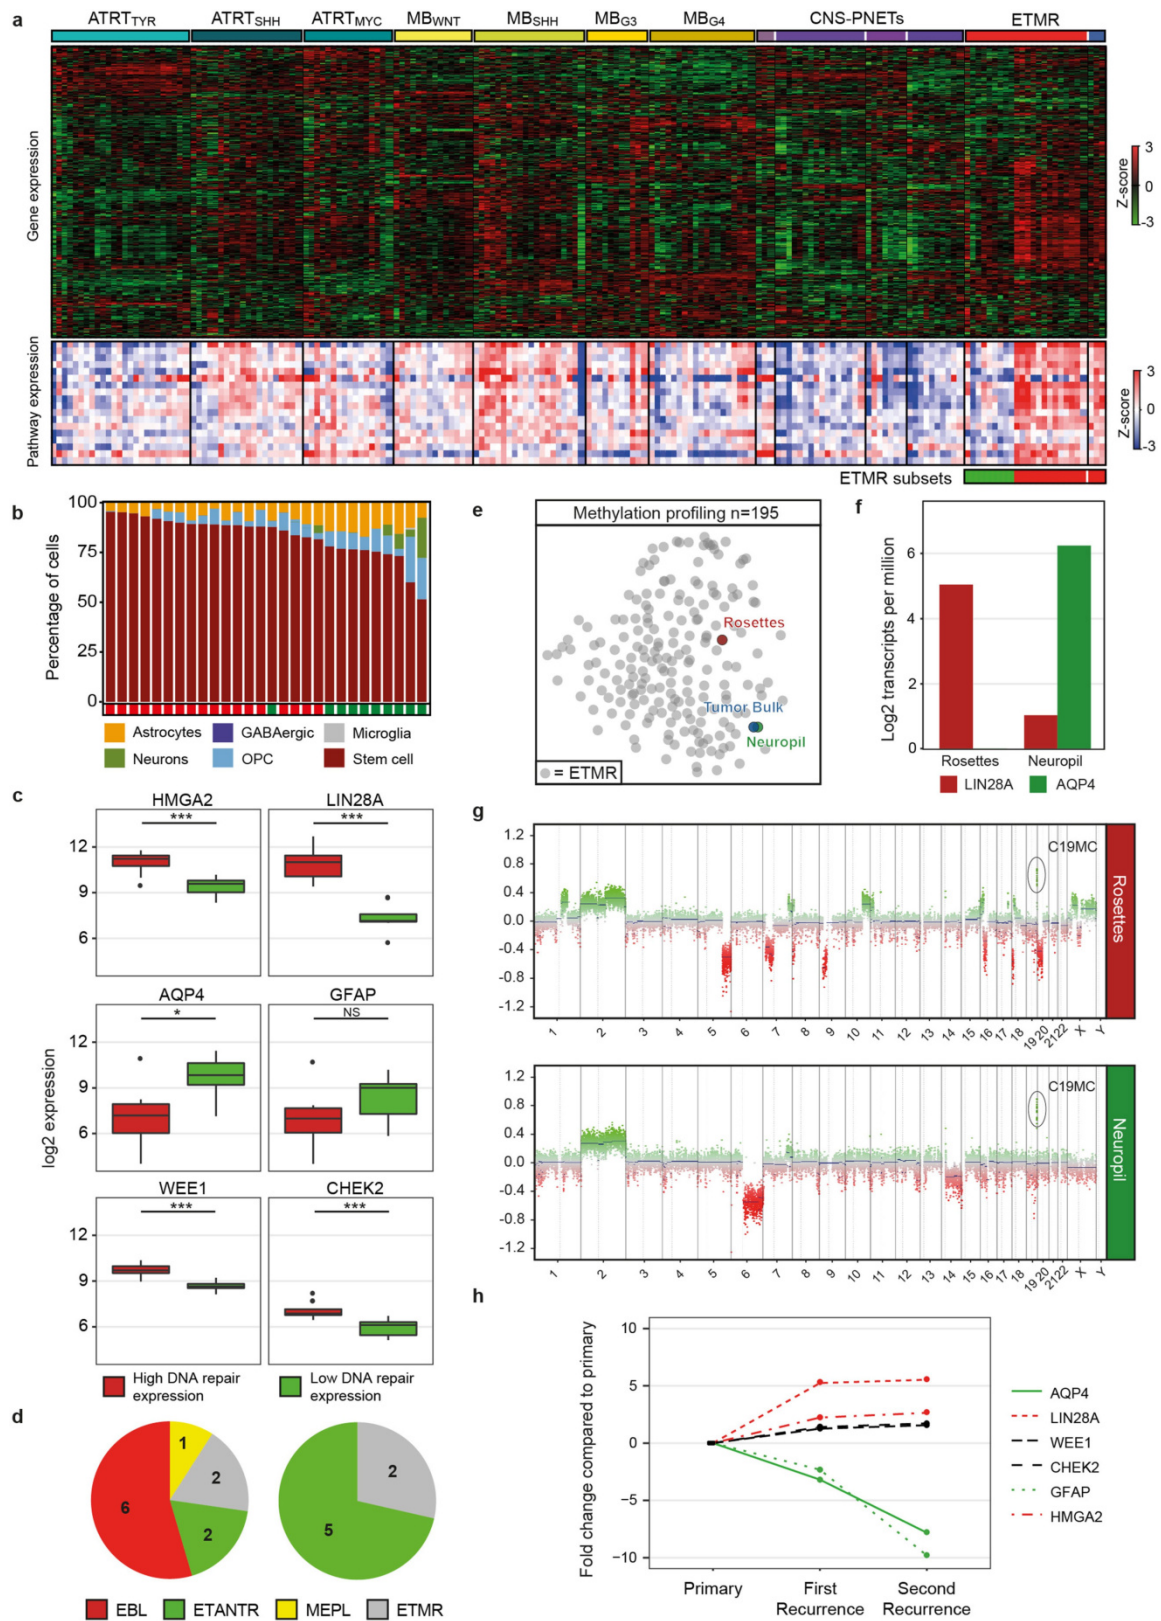 a
ATRT_TYR ATRT_SHH ATRT_MYC MB_WNT MB_SHH MB_G3 MB_G4 CNS-PNETs ETMR
Gene expression
3
0
-3
Z-score
Pathway expression
3
0
-3
Z-score
ETMR subsets
b
Percentage of cells
100
75
50
25
0
Astrocytes GABAergic Microglia
Neurons OPC Stem cell
c
log2 expression
HMGA2 LIN28A
*** ***
12
9
6
AQP4 GFAP
* NS
12
9
6
WEE1 CHEK2
*** ***
12
9
6
High DNA repair expression
Low DNA repair expression
d
1
2
2
6
2
5
EBL ETANTR MEPL ETMR
e
Methylation profiling n=195
Rosettes
Tumor Bulk
Neuropil
= ETMR
f
Log2 transcripts per million
6
4
2
0
Rosettes Neuropil
LIN28A AQP4
g
1.2
0.8
0.4
0.0
-0.4
-0.8
-1.2
C19MC
Rosettes
1 2 3 4 5 6 7 8 9 10 11 12 13 14 15 16 17 18 19 20 21 22 X Y
1.2
0.8
0.4
0.0
-0.4
-0.8
-1.2
C19MC
Neuropil
1 2 3 4 5 6 7 8 9 10 11 12 13 14 15 16 17 18 19 20 21 22 X Y
h
Fold change compared to primary
10
5
0
−5
−10
Primary First Second
Recurrence Recurrence
AQP4
LIN28A
WEE1
CHEK2
GFAP
HMGA2